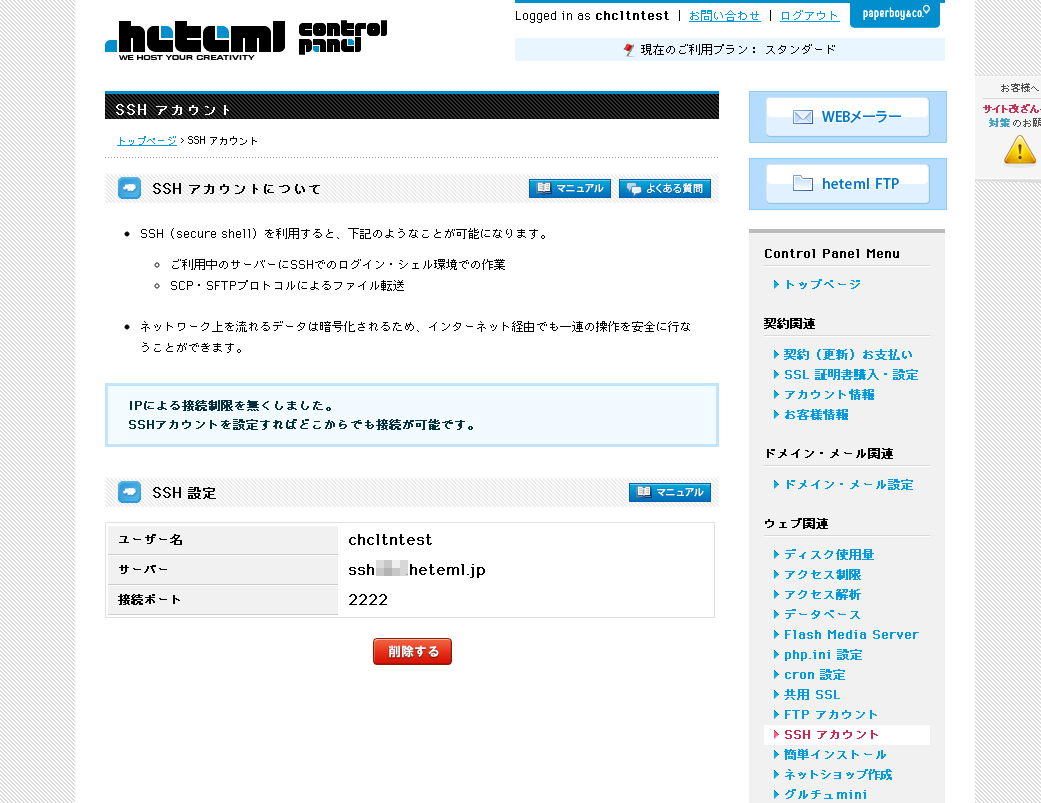 heteml control panel
WE HOST YOUR CREATIVITY
Logged in as chcltntest | お問い合わせ | ログアウト
paperboy&co.
現在のご利用プラン： スタンダード
SSH アカウント
トップページ > SSH アカウント
SSH アカウントについて
マニュアル
よくある質問
SSH（secure shell）を利用すると、下記のようなことが可能になります。
ご利用中のサーバーにSSHでのログイン・シェル環境での作業
SCP・SFTPプロトコルによるファイル転送
ネットワーク上を流れるデータは暗号化されるため、インターネット経由でも一連の操作を安全に行な
うことができます。
IPによる接続制限を無くしました。
SSHアカウントを設定すればどこからでも接続が可能です。
SSH 設定
マニュアル
ユーザー名 chcltntest
サーバー ssh heteml.jp
接続ポート 2222
削除する
WEBメーラー
heteml FTP
Control Panel Menu
トップページ
契約関連
契約（更新）お支払い
SSL 証明書購入・設定
アカウント情報
お客様情報
ドメイン・メール関連
ドメイン・メール設定
ウェブ関連
ディスク使用量
アクセス制限
アクセス解析
データベース
Flash Media Server
php.ini 設定
cron 設定
共用 SSL
FTP アカウント
SSH アカウント
簡単インストール
ネットショップ作成
グルチュmini
お客様へ
サイト改ざん
対策のお願